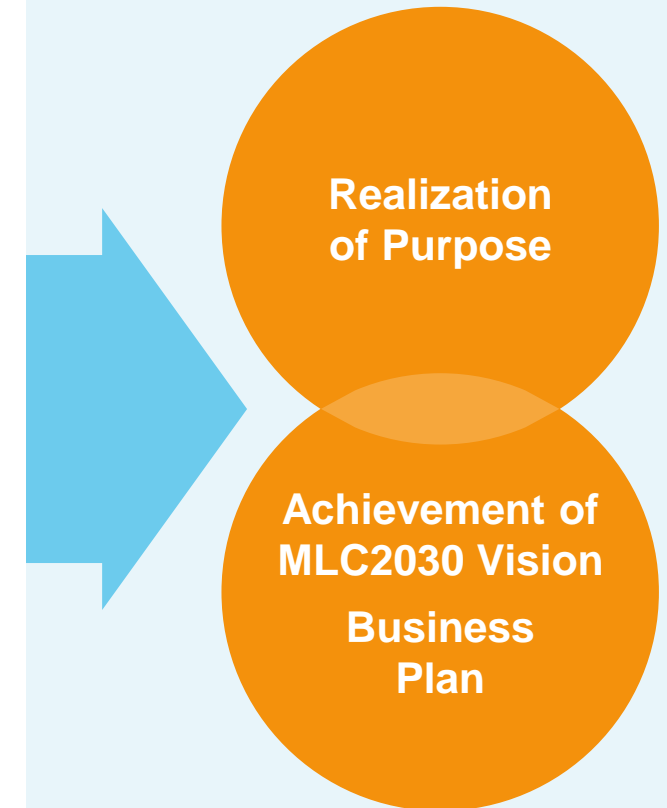 Realization
of Purpose
Achievement of
MLC2030 Vision
Business
Plan